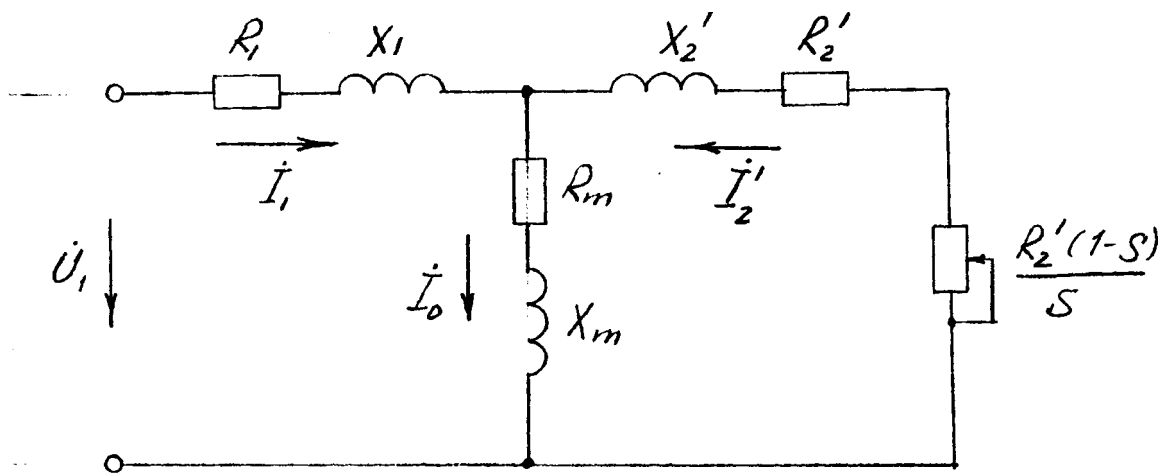 R₁
X₁
X₂'
R₂'
İ₁
İ₂'
Rm
U̇₁
İ₀
Xm
R₂'(1-S)
S